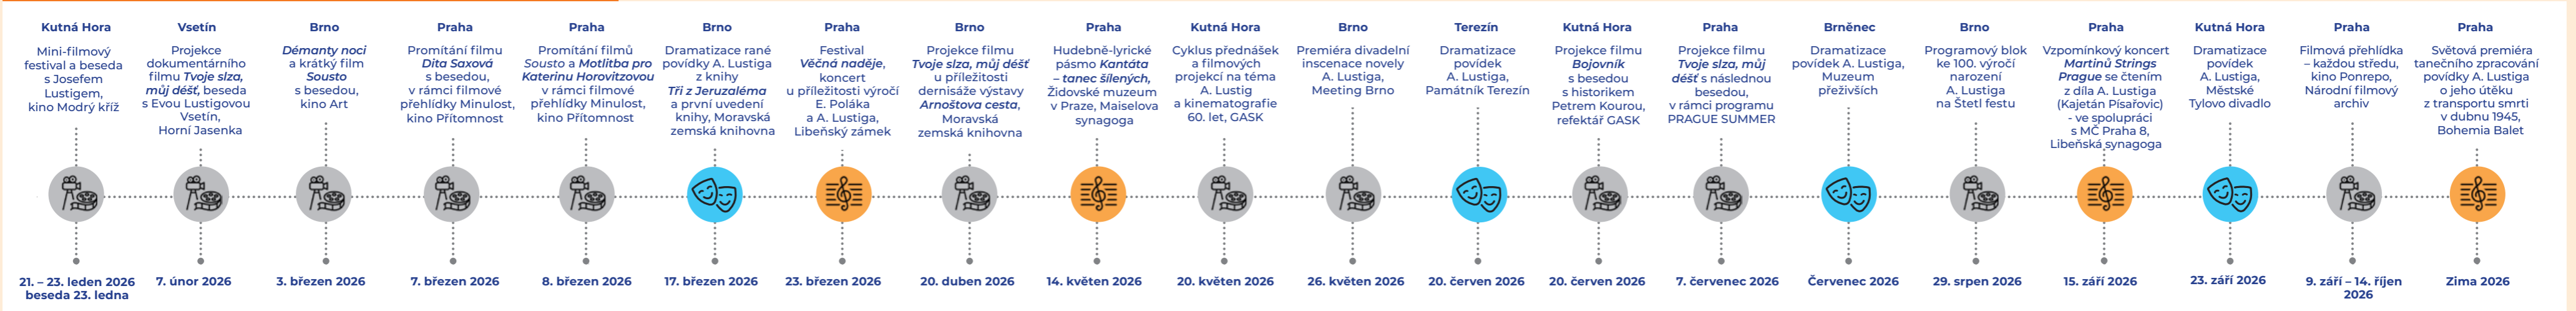 Kutná Hora
Mini-filmový
festival a beseda
s Josefem
Lustigem,
kino Modrý kříž
21. – 23. leden 2026
beseda 23. ledna
Vsetín
Projekce
dokumentárního
filmu Tvoje slza,
můj déšť, beseda
s Evou Lustigovou
Vsetín,
Horní Jasenka
7. únor 2026
Brno
Démanty noci
a krátký film
Sousto
s besedou,
kino Art
3. březen 2026
Praha
Promítání filmu
Dita Saxová
s besedou,
v rámci filmové
přehlídky Minulost,
kino Přítomnost
7. březen 2026
Praha
Promítání filmů
Sousto a Motlitba pro
Katerinu Horovitzovou
v rámci filmové
přehlídky Minulost,
kino Přítomnost
8. březen 2026
Brno
Dramatizace rané
povídky A. Lustiga
z knihy
Tři z Jeruzaléma
a první uvedení
knihy, Moravská
zemská knihovna
17. březen 2026
Praha
Festival
Věčná naděje,
koncert
u příležitosti výročí
E. Poláka
a A. Lustiga,
Libeňský zámek
23. březen 2026
Brno
Projekce filmu
Tvoje slza, můj déšť
u příležitosti
dernisáže výstavy
Arnoštova cesta,
Moravská
zemská knihovna
20. duben 2026
Praha
Hudebně-lyrické
pásmo Kantáta
– tanec šílených,
Židovské muzeum
v Praze, Maiselova
synagoga
14. květen 2026
Kutná Hora
Cyklus přednášek
a filmových
projekcí na téma
A. Lustig
a kinematografie
60. let, GASK
20. květen 2026
Brno
Premiéra divadelní
inscenace novely
A. Lustiga,
Meeting Brno
26. květen 2026
Terezín
Dramatizace
povídek
A. Lustiga,
Památník Terezín
20. červen 2026
Kutná Hora
Projekce filmu
Bojovník
s besedou
s historikem
Petrem Kourou,
refektář GASK
20. červen 2026
Praha
Projekce filmu
Tvoje slza, můj
déšť s následnou
besedou,
v rámci programu
PRAGUE SUMMER
7. červenec 2026
Brněnec
Dramatizace
povídek A. Lustiga,
Muzeum
přeživších
Červenec 2026
Brno
Programový blok
ke 100. výročí
narození
A. Lustiga
na Štetl festu
29. srpen 2026
Praha
Vzpomínkový koncert
Martinů Strings
Prague se čtením
z díla A. Lustiga
(Kajetán Písařovic)
- ve spolupráci
s MČ Praha 8,
Libeňská synagoga
15. září 2026
Kutná Hora
Dramatizace
povídek
A. Lustiga,
Městské
Tylovo divadlo
23. září 2026
Praha
Filmová přehlídka
– každou středu,
kino Ponrepo,
Národní filmový
archiv
9. září – 14. říjen
2026
Praha
Světová premiéra
tanečního zpracování
povídky A. Lustiga
o jeho útěku
z transportu smrti
v dubnu 1945,
Bohemia Balet
Zima 2026